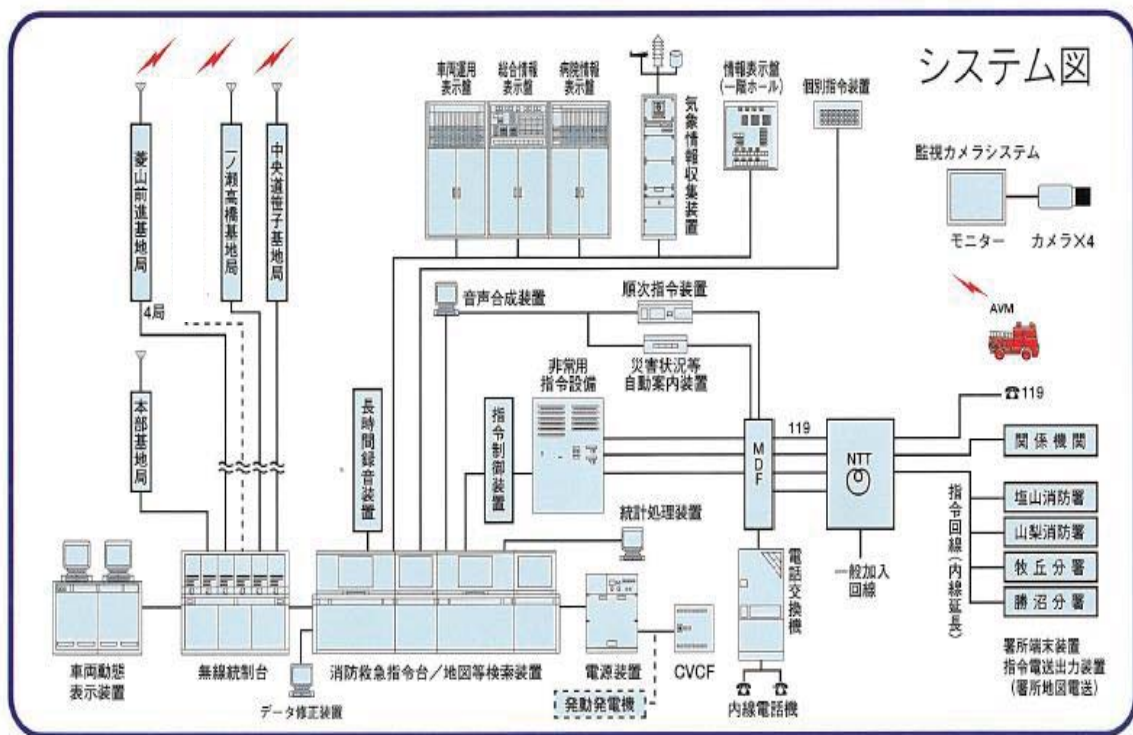 システム図
車両運用
表示盤
総合情報
表示盤
病院情報
表示盤
気象情報収集装置
情報表示盤
(一階ホール)
個別指令装置
監視カメラシステム
モニター
カメラ×4
菱山前進基地局
一ノ瀬高橋基地局
中央道笹子基地局
4局
本部基地局
音声合成装置
順次指令装置
災害状況等
自動案内装置
AVM
非常用
指令設備
長時間録音装置
指令制御装置
MDF
119
NTT
☎119
関係機関
塩山消防署
山梨消防署
牧丘分署
勝沼分署
指令回線(内線延長)
統計処理装置
電話交換機
一般加入
回線
署所端末装置
指令電送出力装置
(署所地図電送)
車両動態
表示装置
無線統制台
データ修正装置
消防救急指令台/地図等検索装置
電源装置
CVCF
発動発電機
内線電話機